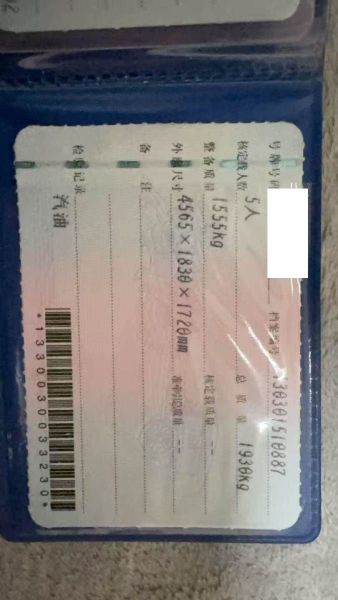 号牌号码 档案编号 330301510887
核定载人数 5人 总质量 1930kg
整备质量 1555kg 核定载质量 --
外廓尺寸 4565×1830×1720mm 准牵引总质量 --
备注
检验记录 汽油
*1330030033230*